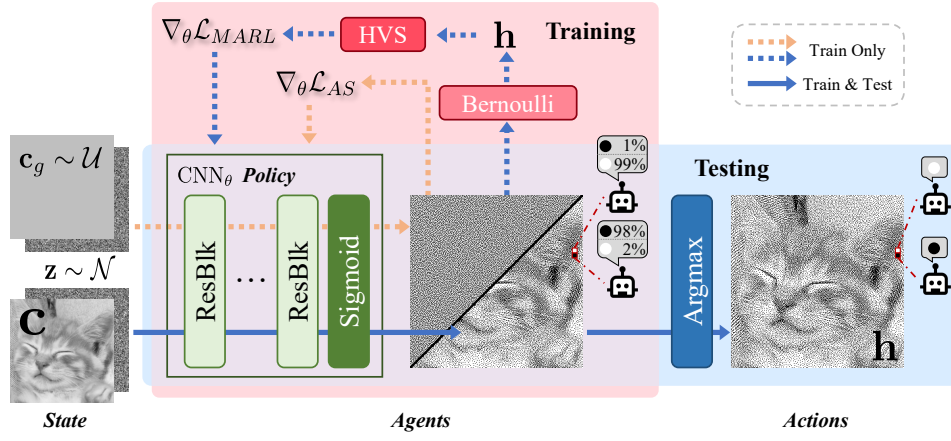 ∇θℒMARL
HVS
h
Training
∇θℒAS
Bernoulli
Train Only
Train & Test
c_g ∼ 𝒰
z ∼ 𝒩
c
CNNθ Policy
ResBlk
...
ResBlk
Sigmoid
1%
99%
98%
2%
Testing
Argmax
h
State
Agents
Actions